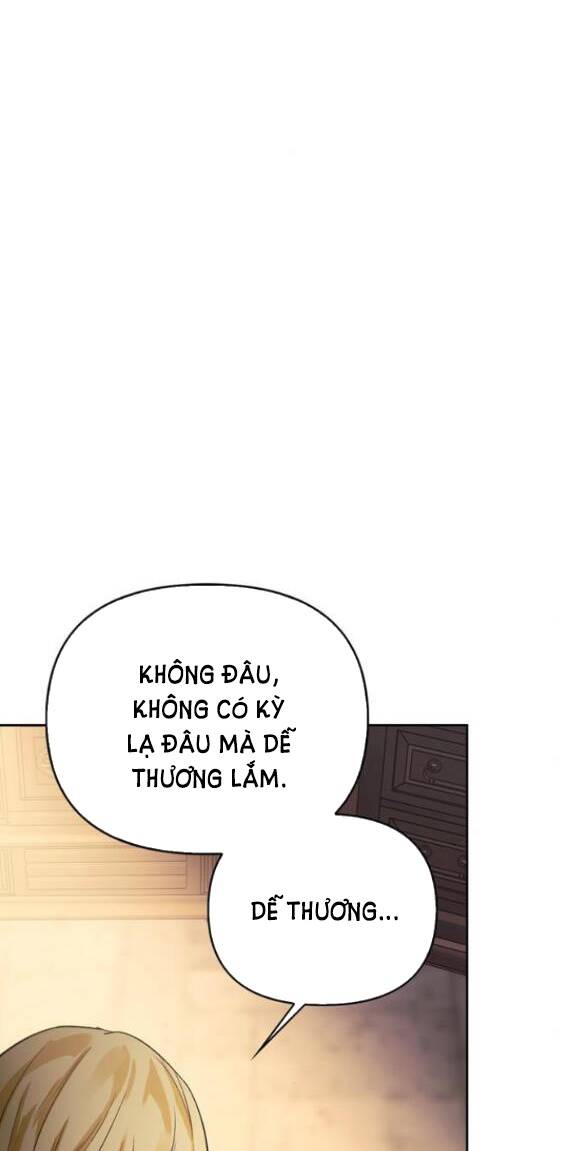 KHÔNG ĐÂU,
KHÔNG CÓ KỲ
LẠ ĐÂU MÀ DỄ
THƯƠNG LẮM.
DỄ THƯƠNG...